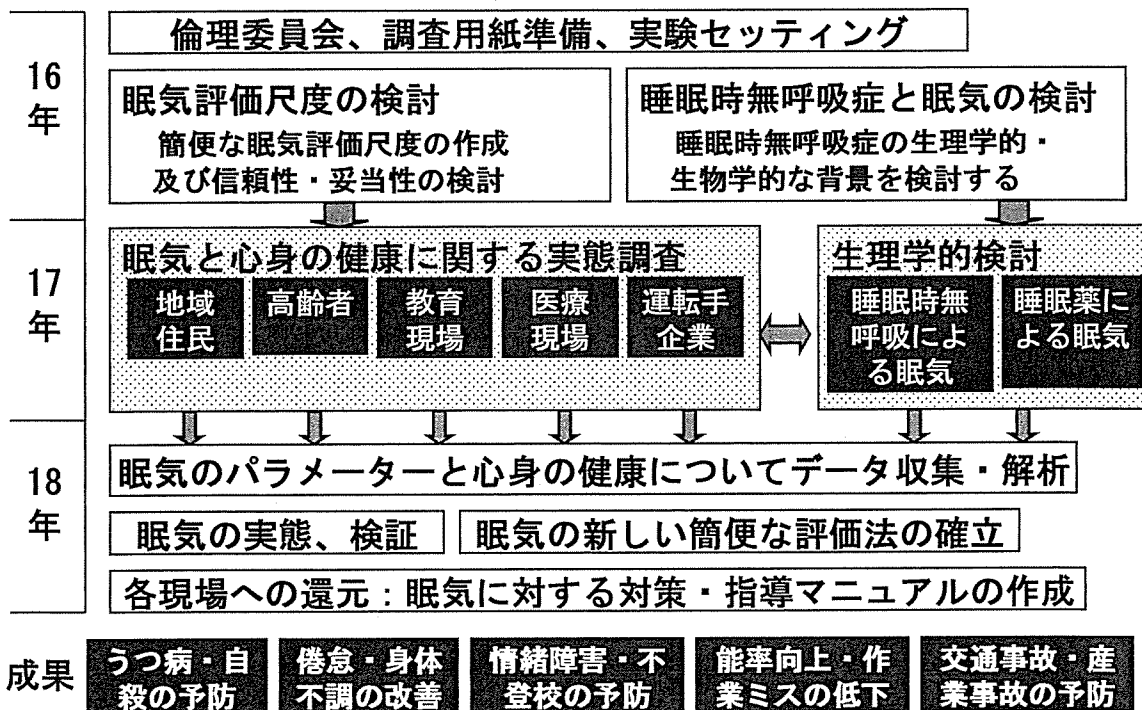 倫理委員会、調査用紙準備、実験セッティング
16
年
眠気評価尺度の検討
簡便な眠気評価尺度の作成
及び信頼性・妥当性の検討
睡眠時無呼吸症と眠気の検討
睡眠時無呼吸症の生理学的・
生物学的な背景を検討する
17
年
眠気と心身の健康に関する実態調査
地域
住民
高齢者
教育
現場
医療
現場
運転手
企業
生理学的検討
睡眠時無
呼吸によ
る眠気
睡眠薬に
よる眠気
18
年
眠気のパラメーターと心身の健康についてデータ収集・解析
眠気の実態、検証
眠気の新しい簡便な評価法の確立
各現場への還元：眠気に対する対策・指導マニュアルの作成
成果
うつ病・自
殺の予防
倦怠・身体
不調の改善
情緒障害・不
登校の予防
能率向上・作
業ミスの低下
交通事故・産
業事故の予防